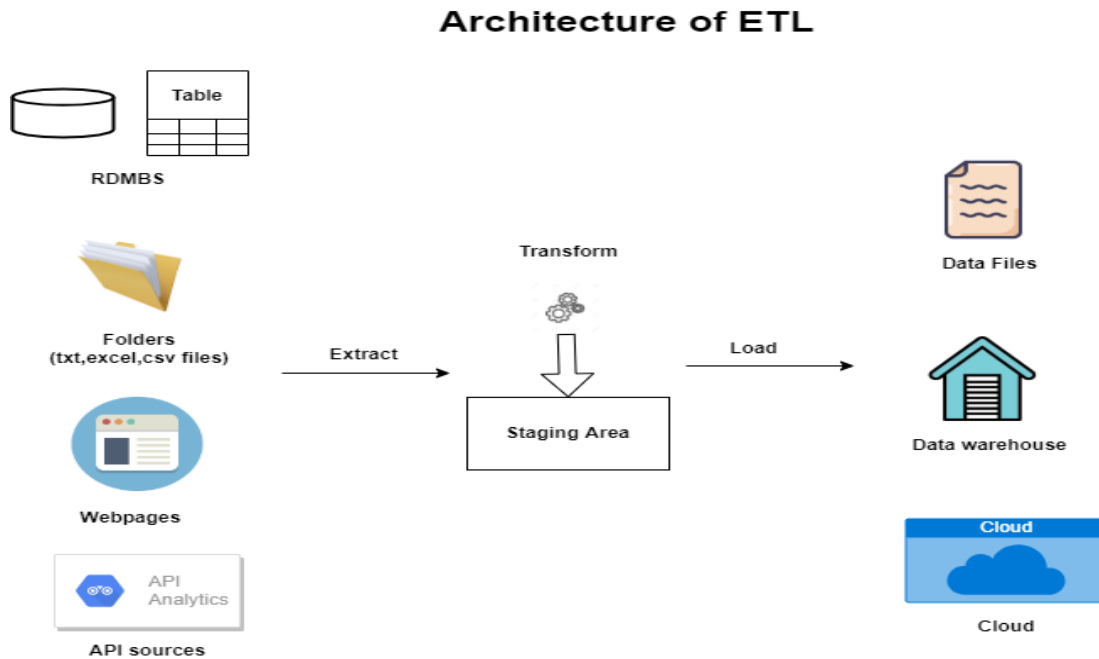 Architecture of ETL
Table
RDMBS
Folders
(txt,excel,csv files)
Webpages
API
Analytics
API sources
Extract
Transform
Staging Area
Load
Data Files
Data warehouse
Cloud
Cloud